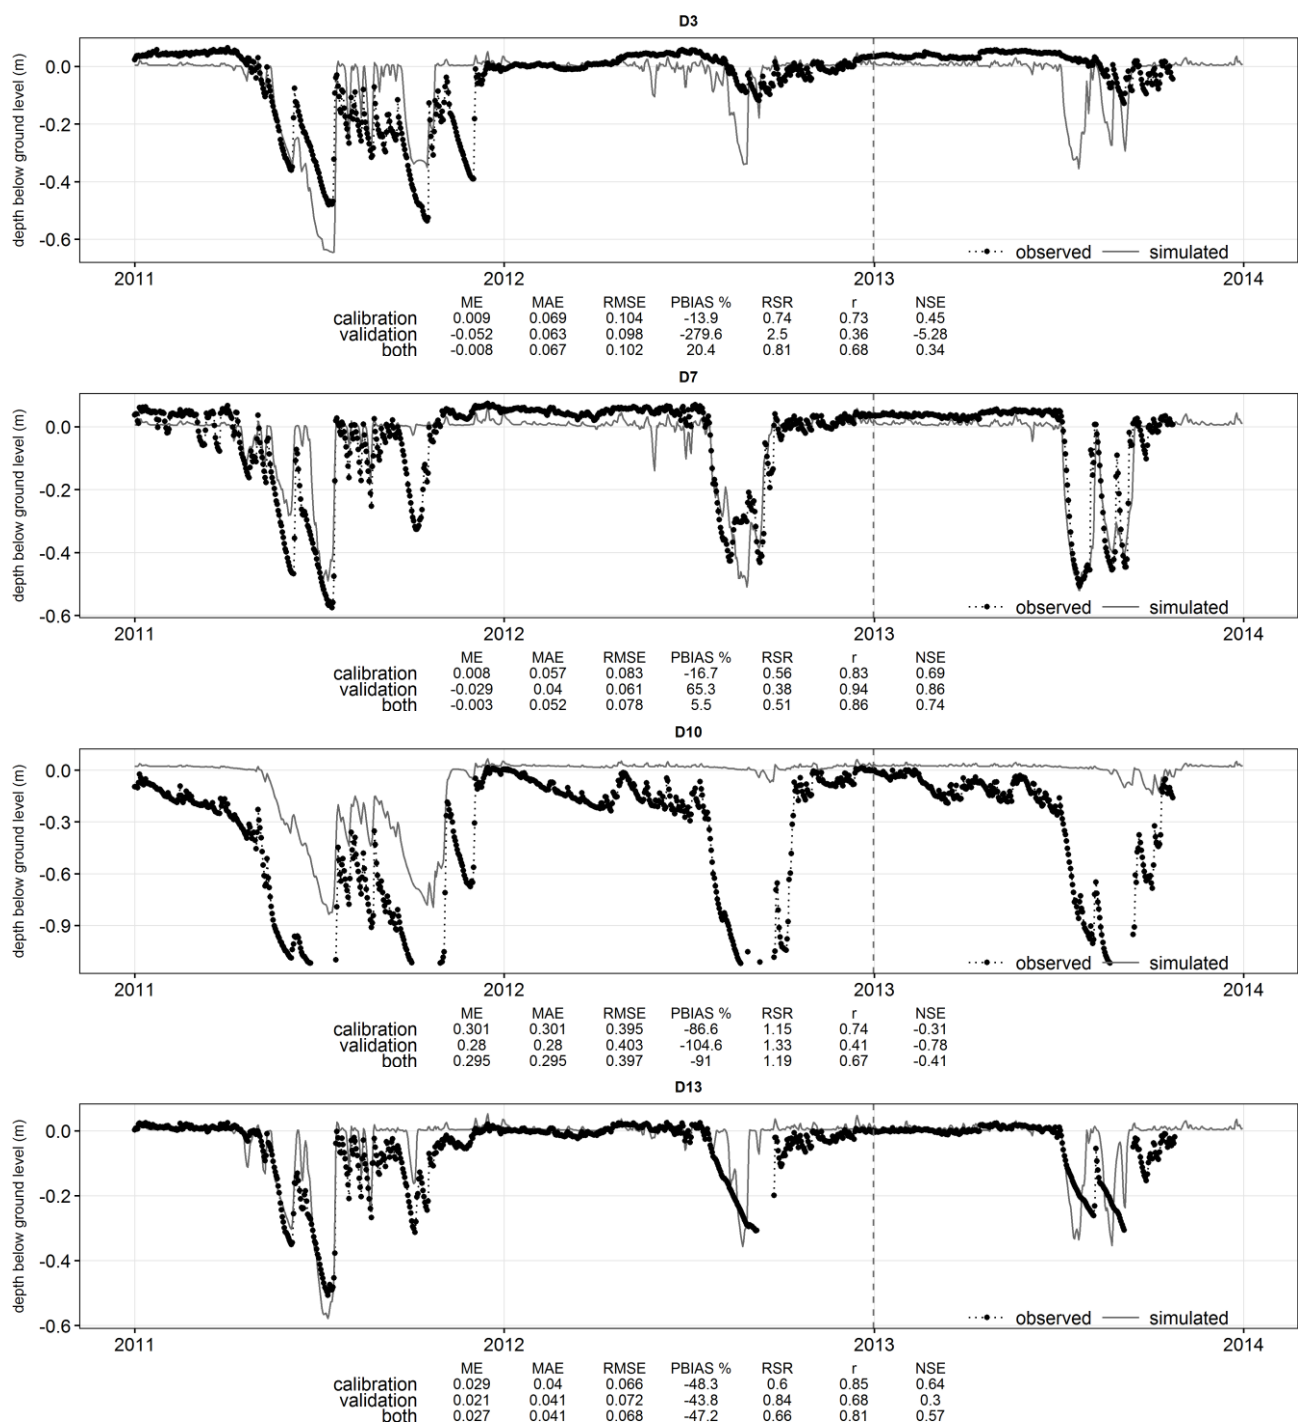 D3
depth below ground level (m)
0.0
-0.2
-0.4
-0.6
observed simulated
2011 2012 2013 2014
ME MAE RMSE PBIAS % RSR r NSE
calibration 0.009 0.069 0.104 -13.9 0.74 0.73 0.45
validation -0.052 0.063 0.098 -279.6 2.5 0.36 -5.28
both -0.008 0.067 0.102 20.4 0.81 0.68 0.34
D7
depth below ground level (m)
0.0
-0.2
-0.4
-0.6
observed simulated
2011 2012 2013 2014
ME MAE RMSE PBIAS % RSR r NSE
calibration 0.008 0.057 0.083 -16.7 0.56 0.83 0.69
validation -0.029 0.04 0.061 65.3 0.38 0.94 0.86
both -0.003 0.052 0.078 5.5 0.51 0.86 0.74
D10
depth below ground level (m)
0.0
-0.3
-0.6
-0.9
observed simulated
2011 2012 2013 2014
ME MAE RMSE PBIAS % RSR r NSE
calibration 0.301 0.301 0.395 -86.6 1.15 0.74 -0.31
validation 0.28 0.28 0.403 -104.6 1.33 0.41 -0.78
both 0.295 0.295 0.397 -91 1.19 0.67 -0.41
D13
depth below ground level (m)
0.0
-0.2
-0.4
-0.6
observed simulated
2011 2012 2013 2014
ME MAE RMSE PBIAS % RSR r NSE
calibration 0.029 0.04 0.066 -48.3 0.6 0.85 0.64
validation 0.021 0.041 0.072 -43.8 0.84 0.68 0.3
both 0.027 0.041 0.068 -47.2 0.66 0.81 0.57